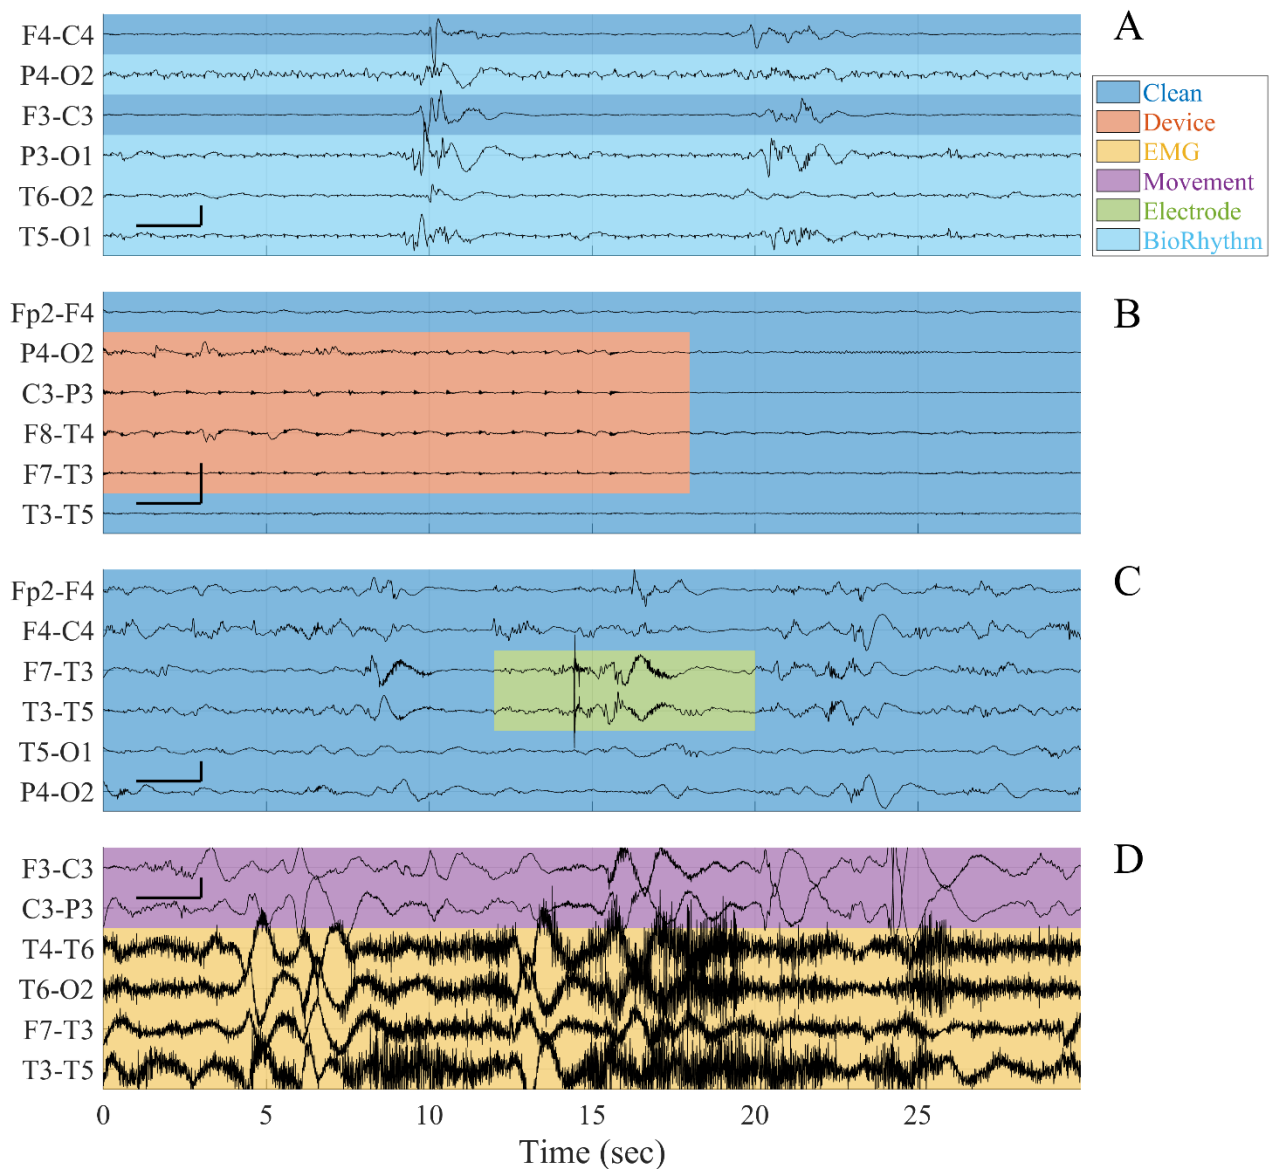 F4-C4
P4-O2
F3-C3
P3-O1
T6-O2
T5-O1
A
Clean
Device
EMG
Movement
Electrode
BioRhythm
Fp2-F4
P4-O2
C3-P3
F8-T4
F7-T3
T3-T5
B
Fp2-F4
F4-C4
F7-T3
T3-T5
T5-O1
P4-O2
C
F3-C3
C3-P3
T4-T6
T6-O2
F7-T3
T3-T5
D
0 5 10 15 20 25
Time (sec)